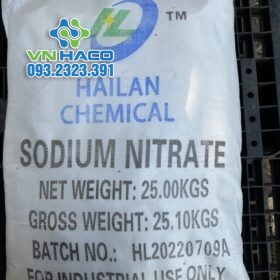 VNHACO
093.2323.391
TM
HAILAN
CHEMICAL
SODIUM NITRATE
NET WEIGHT: 25.00KGS
GROSS WEIGHT: 25.10KGS
BATCH NO.: HL20220709A
FOR INDUSTRIAL USE ONLY